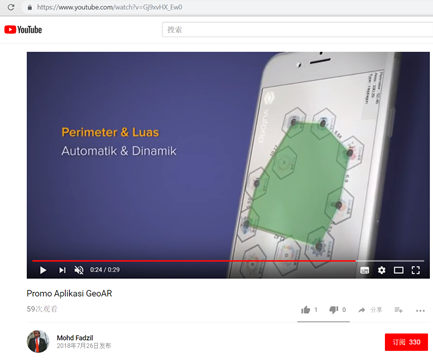 https://www.youtube.com/watch?v=Gj9xvHX_Ew0
YouTube
搜索
Perimeter & Luas
Automatik & Dinamik
0:24 / 0:29
Promo Aplikasi GeoAR
59次观看
1
0
分享
Mohd Fadzil
2018年7月26日发布
订阅 330